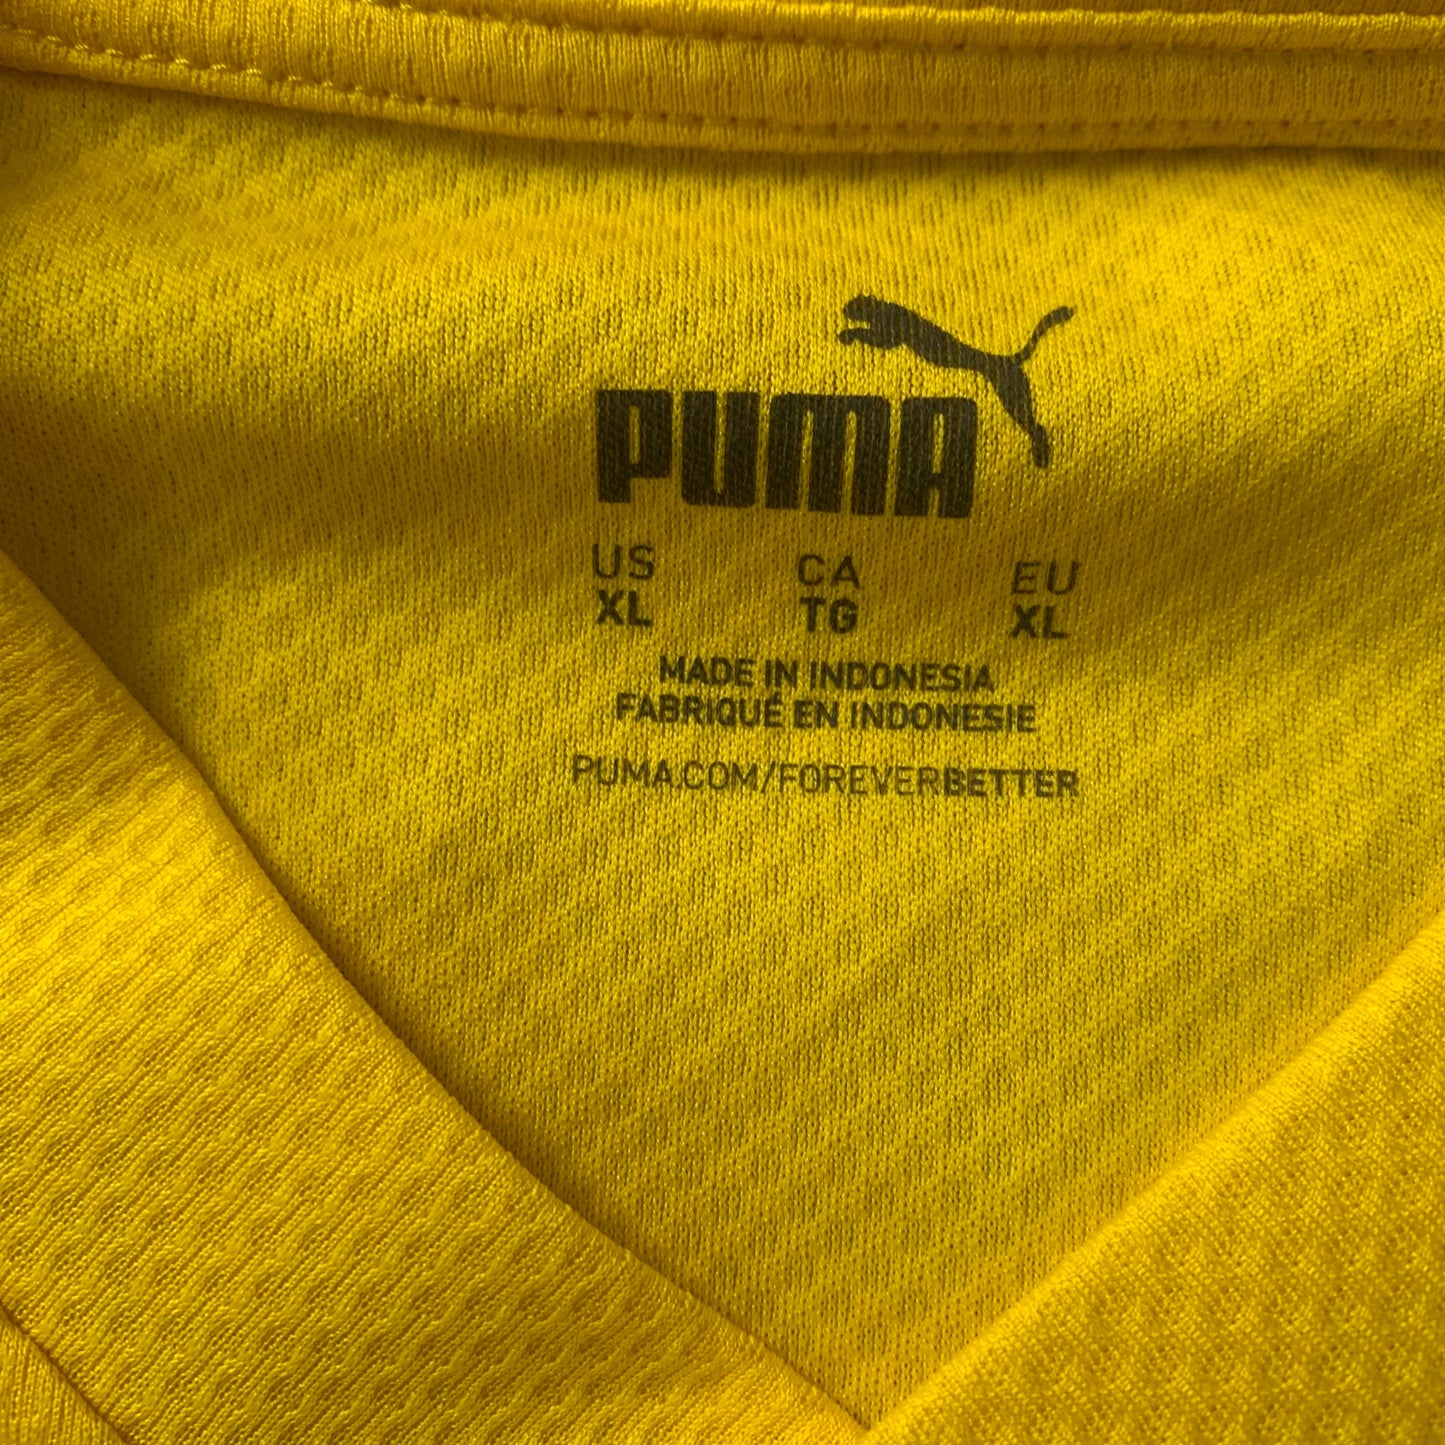 PUMA
US CA EU
XL TG XL
MADE IN INDONESIA
FABRIQUÉ EN INDONESIE
PUMA.COM/FOREVERBETTER